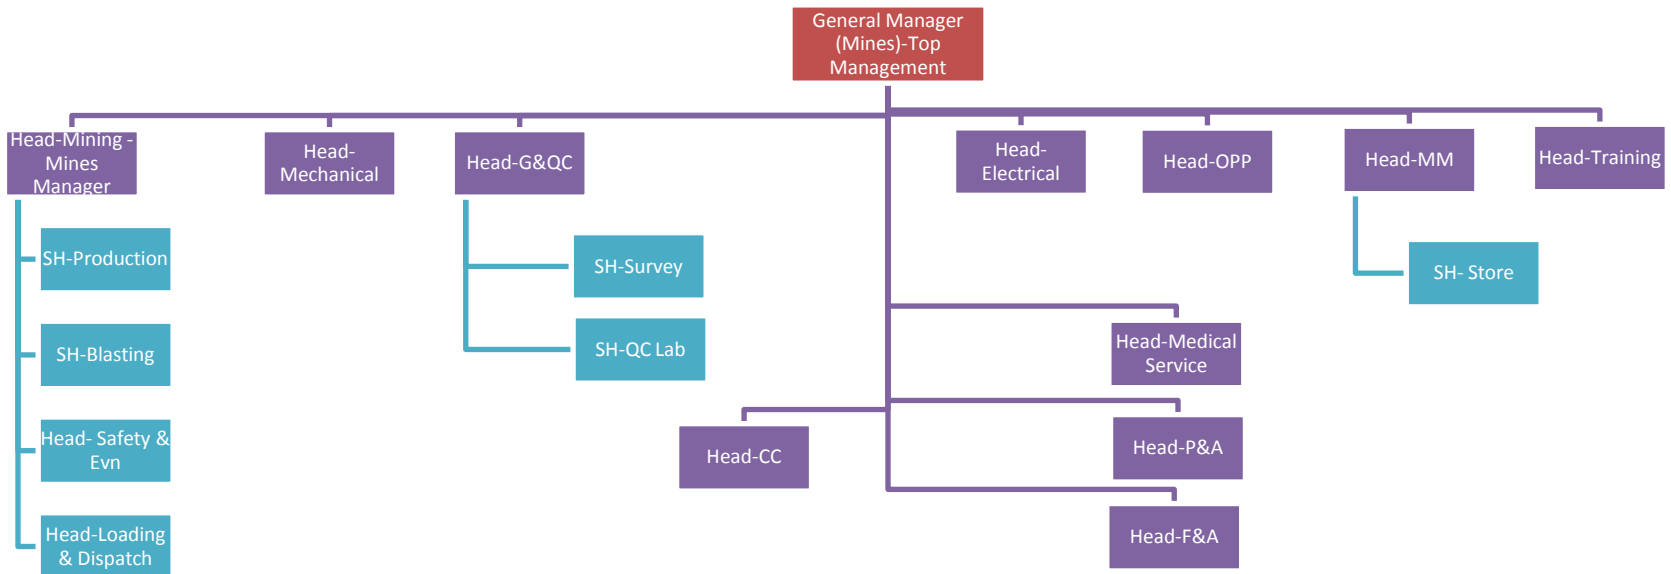 General Manager
(Mines)-Top
Management
Head-Mining -
Mines
Manager
Head-
Mechanical
Head-G&QC
Head-
Electrical
Head-OPP
Head-MM
Head-Training
SH-Production
SH-Survey
SH- Store
SH-Blasting
SH-QC Lab
Head-Medical
Service
Head- Safety &
Evn
Head-CC
Head-P&A
Head-Loading
& Dispatch
Head-F&A